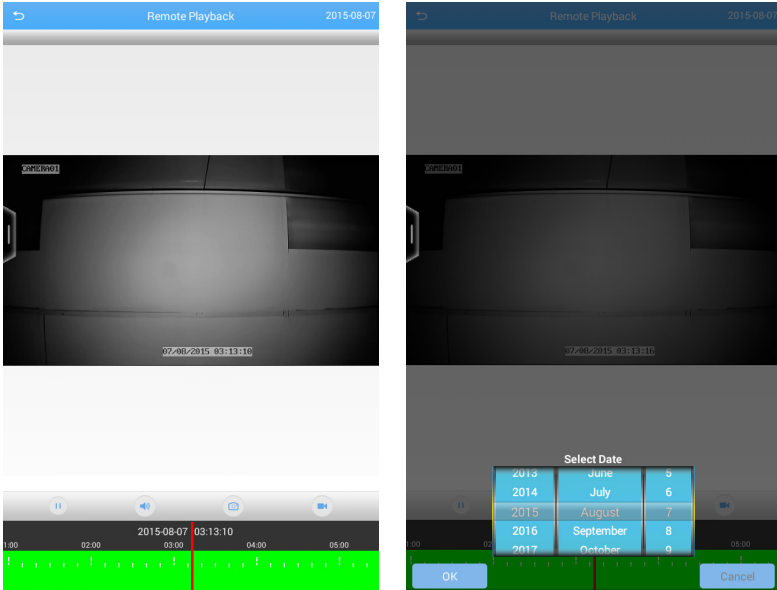 Remote Playback 2015-08-07
CAMERA01
07/08/2015 03:13:10
2015-08-07 03:13:10
1:00 02:00 03:00 04:00 05:00
Remote Playback 2015-08-07
CAMERA01
07/08/2015 03:13:16
Select Date
2013 June 5
2014 July 6
2015 August 7
2016 September 8
2017 October 9
1:00 02 05:00
OK Cancel